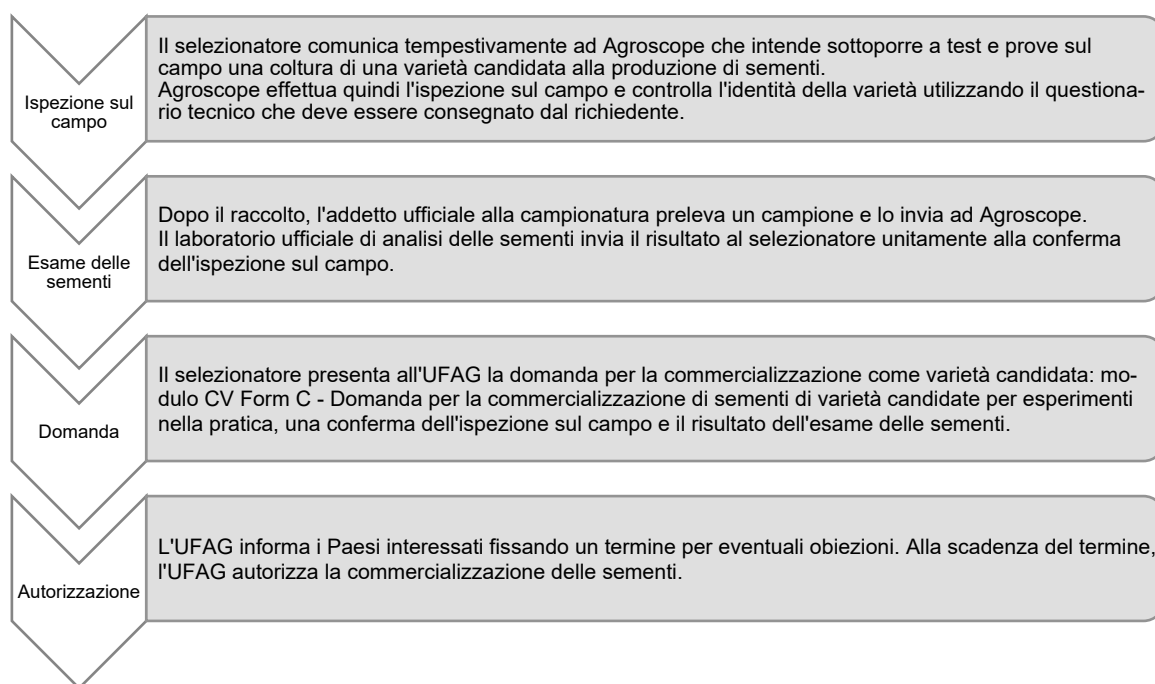 Ispezione sul
campo
Il selezionatore comunica tempestivamente ad Agroscope che intende sottoporre a test e prove sul
campo una coltura di una varietà candidata alla produzione di sementi.
Agroscope effettua quindi l'ispezione sul campo e controlla l'identità della varietà utilizzando il questiona-
rio tecnico che deve essere consegnato dal richiedente.
Esame delle
sementi
Dopo il raccolto, l'addetto ufficiale alla campionatura preleva un campione e lo invia ad Agroscope.
Il laboratorio ufficiale di analisi delle sementi invia il risultato al selezionatore unitamente alla conferma
dell'ispezione sul campo.
Domanda
Il selezionatore presenta all'UFAG la domanda per la commercializzazione come varietà candidata: mo-
dulo CV Form C - Domanda per la commercializzazione di sementi di varietà candidate per esperimenti
nella pratica, una conferma dell'ispezione sul campo e il risultato dell'esame delle sementi.
Autorizzazione
L'UFAG informa i Paesi interessati fissando un termine per eventuali obiezioni. Alla scadenza del termine,
l'UFAG autorizza la commercializzazione delle sementi.